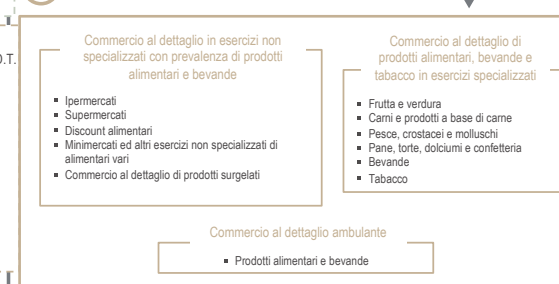 O.T.
Commercio al dettaglio in esercizi non
specializzati con prevalenza di prodotti
alimentari e bevande
▪ Ipermercati
▪ Supermercati
▪ Discount alimentari
▪ Minimercati ed altri esercizi non specializzati di
alimentari vari
▪ Commercio al dettaglio di prodotti surgelati
Commercio al dettaglio di
prodotti alimentari, bevande e
tabacco in esercizi specializzati
▪ Frutta e verdura
▪ Carni e prodotti a base di carne
▪ Pesce, crostacei e molluschi
▪ Pane, torte, dolciumi e confetteria
▪ Bevande
▪ Tabacco
Commercio al dettaglio ambulante
▪ Prodotti alimentari e bevande